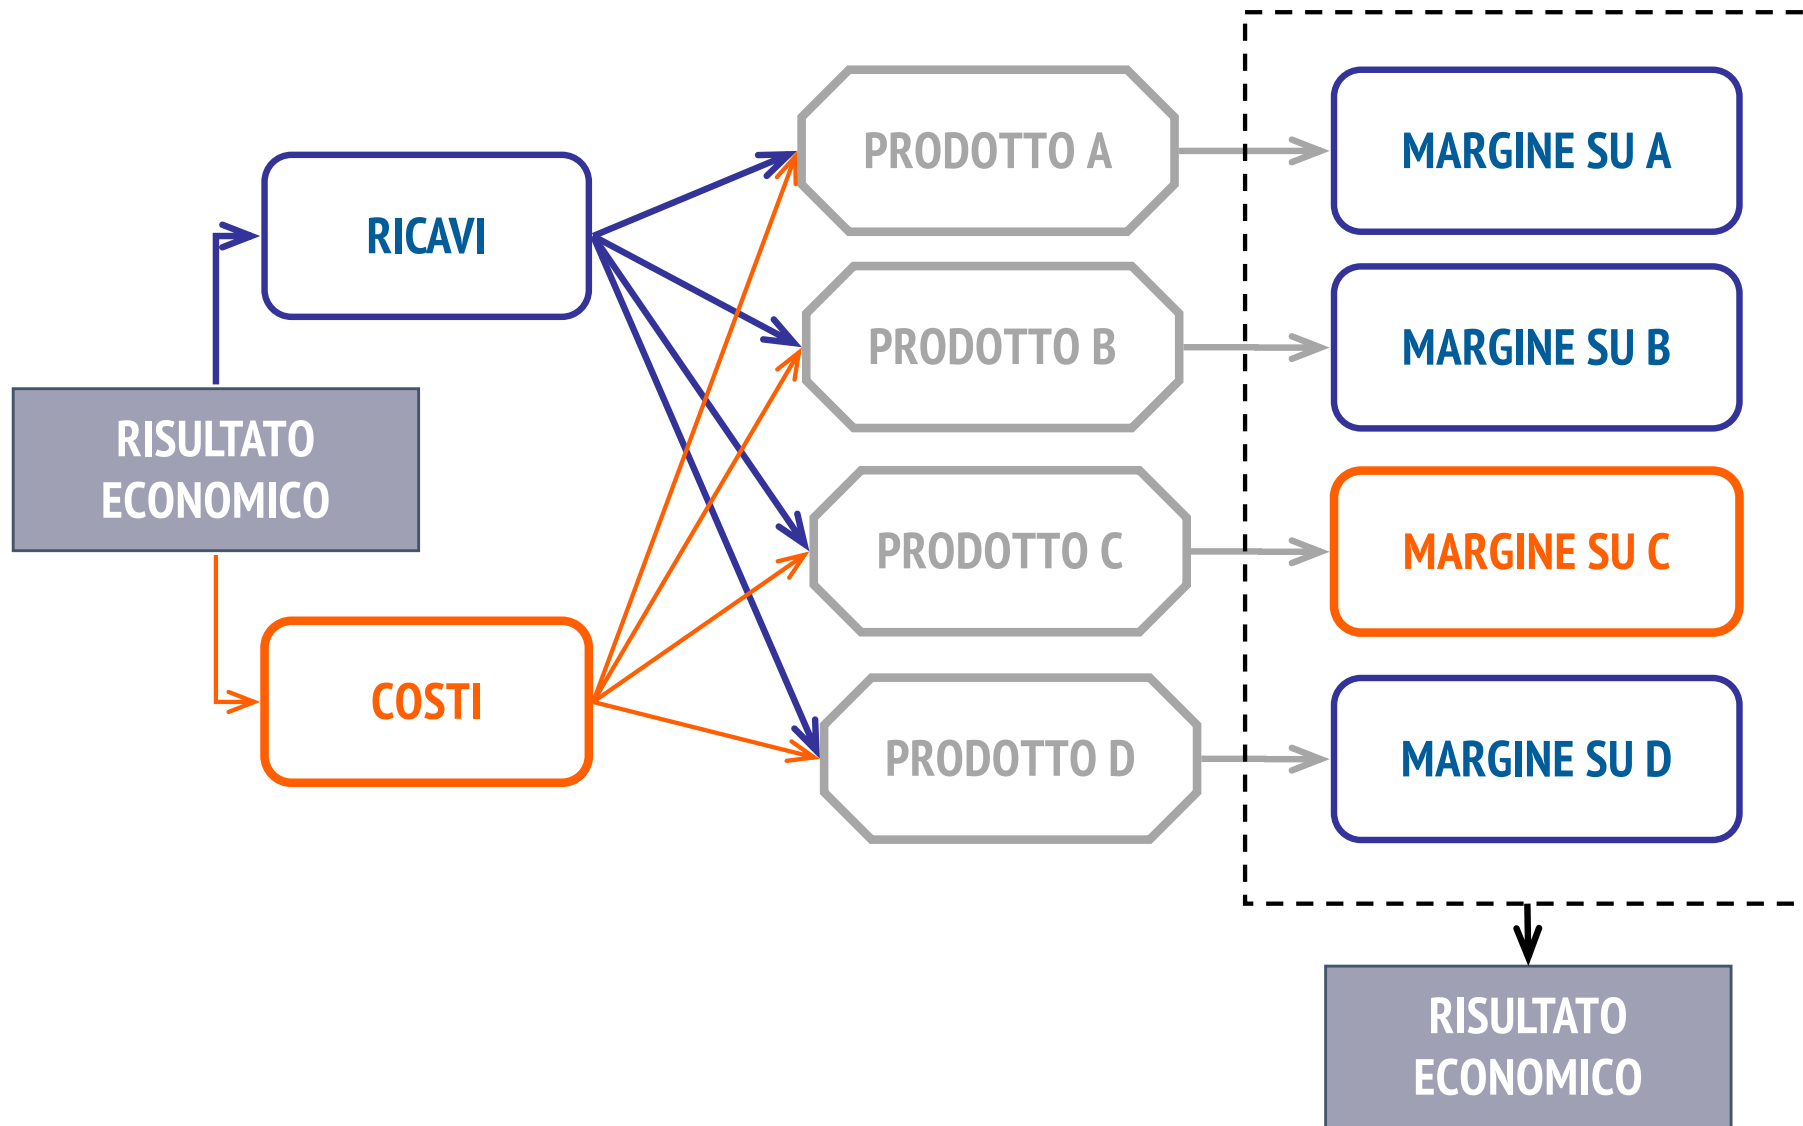 PRODOTTO A
MARGINE SU A
RICAVI
PRODOTTO B
MARGINE SU B
RISULTATO
ECONOMICO
PRODOTTO C
MARGINE SU C
COSTI
PRODOTTO D
MARGINE SU D
RISULTATO
ECONOMICO